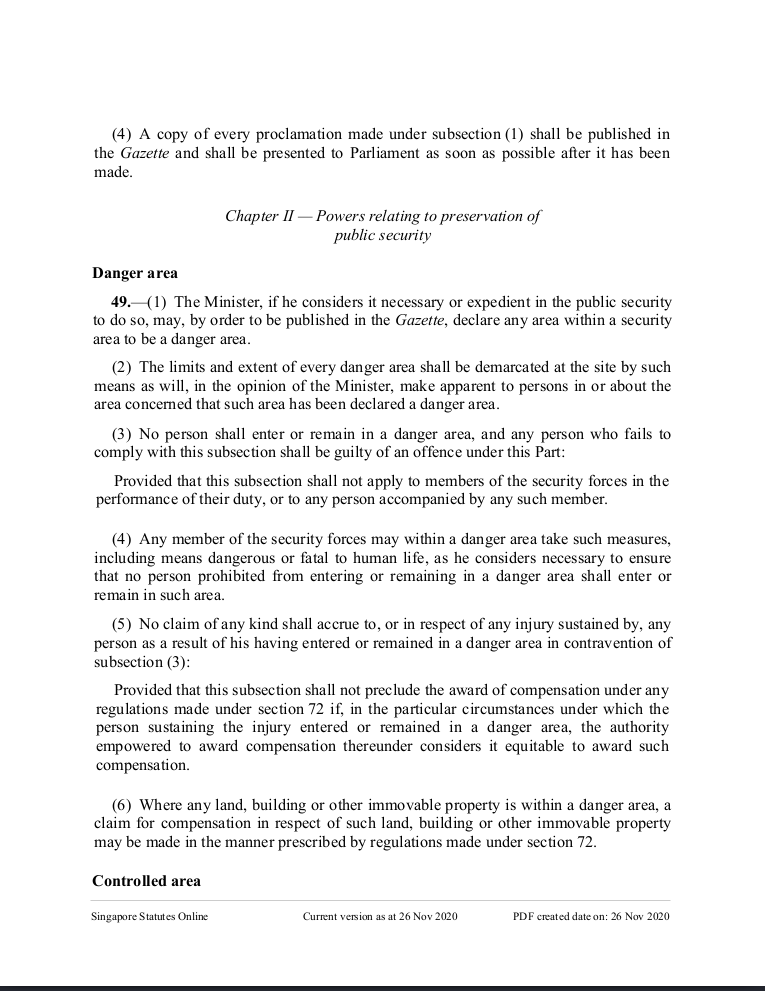 (4) A copy of every proclamation made under subsection (1) shall be published in
the Gazette and shall be presented to Parliament as soon as possible after it has been
made.
Chapter II — Powers relating to preservation of
public security
Danger area
49.—(1) The Minister, if he considers it necessary or expedient in the public security
to do so, may, by order to be published in the Gazette, declare any area within a security
area to be a danger area.
(2) The limits and extent of every danger area shall be demarcated at the site by such
means as will, in the opinion of the Minister, make apparent to persons in or about the
area concerned that such area has been declared a danger area.
(3) No person shall enter or remain in a danger area, and any person who fails to
comply with this subsection shall be guilty of an offence under this Part:
Provided that this subsection shall not apply to members of the security forces in the
performance of their duty, or to any person accompanied by any such member.
(4) Any member of the security forces may within a danger area take such measures,
including means dangerous or fatal to human life, as he considers necessary to ensure
that no person prohibited from entering or remaining in a danger area shall enter or
remain in such area.
(5) No claim of any kind shall accrue to, or in respect of any injury sustained by, any
person as a result of his having entered or remained in a danger area in contravention of
subsection (3):
Provided that this subsection shall not preclude the award of compensation under any
regulations made under section 72 if, in the particular circumstances under which the
person sustaining the injury entered or remained in a danger area, the authority
empowered to award compensation thereunder considers it equitable to award such
compensation.
(6) Where any land, building or other immovable property is within a danger area, a
claim for compensation in respect of such land, building or other immovable property
may be made in the manner prescribed by regulations made under section 72.
Controlled area
Singapore Statutes Online Current version as at 26 Nov 2020 PDF created date on: 26 Nov 2020